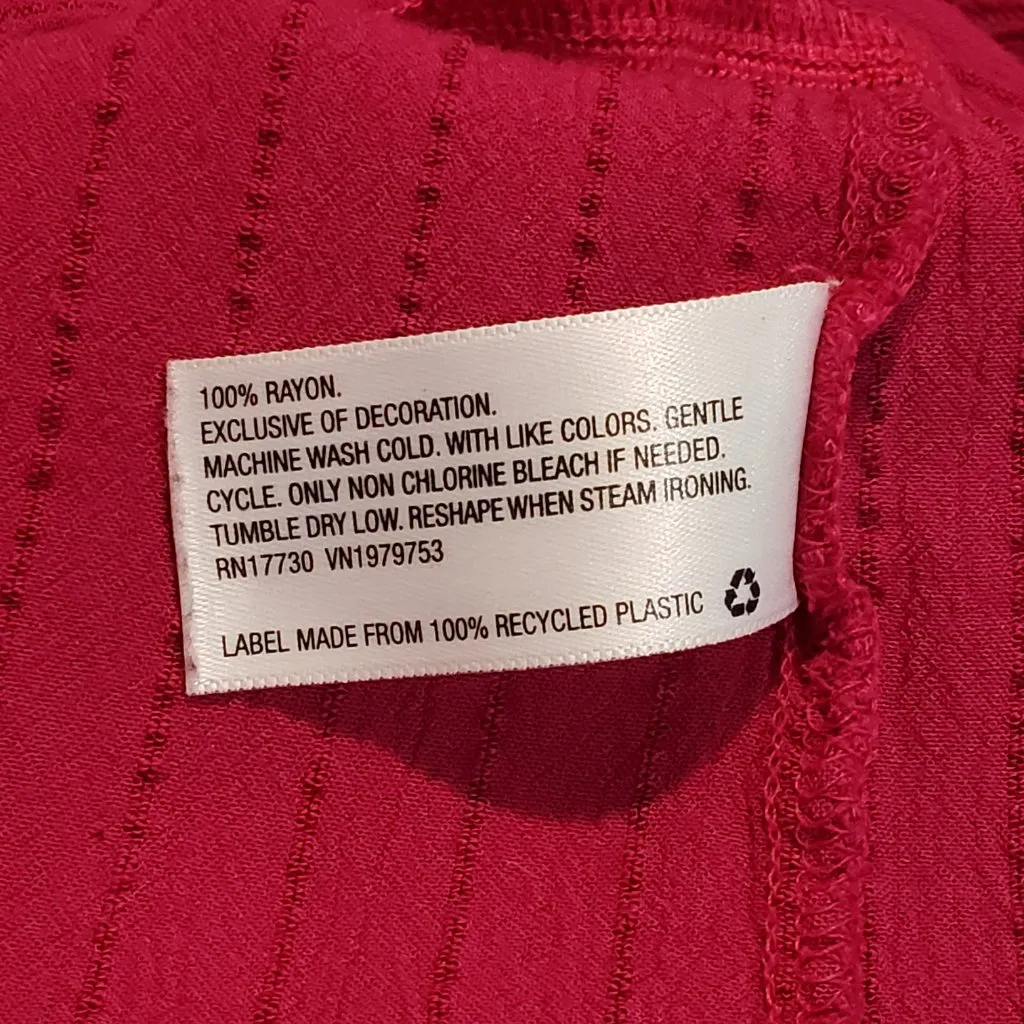 100% RAYON.
EXCLUSIVE OF DECORATION.
MACHINE WASH COLD. WITH LIKE COLORS. GENTLE
CYCLE. ONLY NON CHLORINE BLEACH IF NEEDED.
TUMBLE DRY LOW. RESHAPE WHEN STEAM IRONING.
RN17730 VN1979753
LABEL MADE FROM 100% RECYCLED PLASTIC